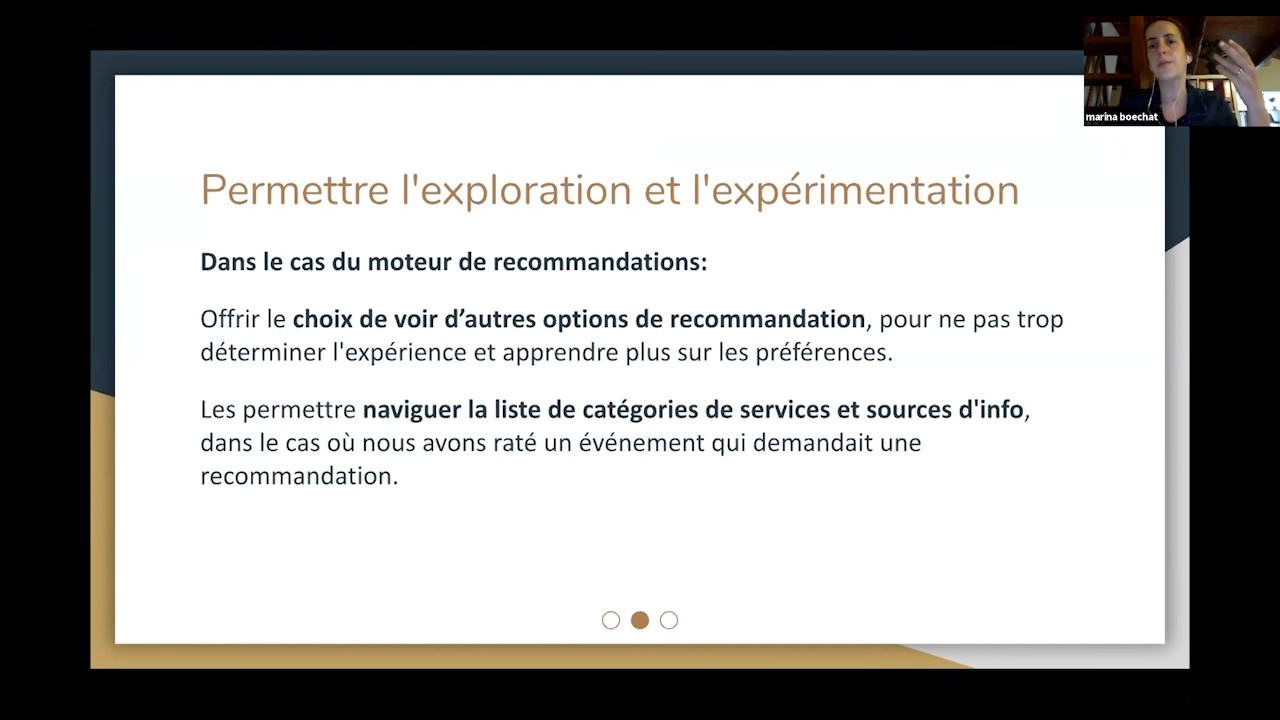 marina boechat
Permettre l'exploration et l'expérimentation
Dans le cas du moteur de recommandations:
Offrir le choix de voir d’autres options de recommandation, pour ne pas trop
déterminer l'expérience et apprendre plus sur les préférences.
Les permettre naviguer la liste de catégories de services et sources d'info,
dans le cas où nous avons raté un événement qui demandait une
recommandation.